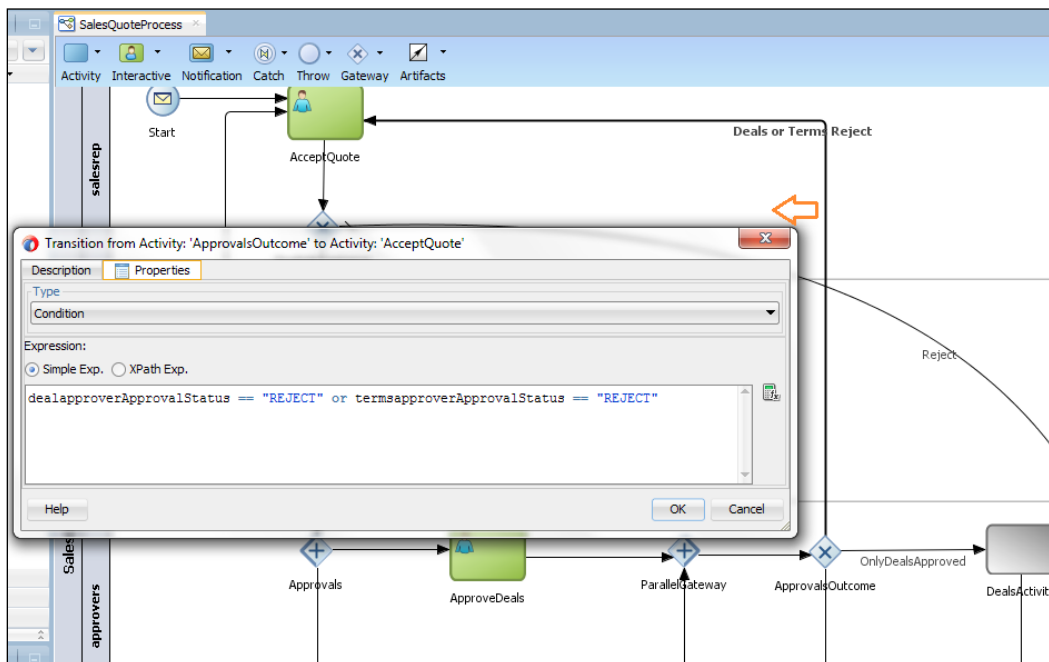 SalesQuoteProcess
Activity Interactive Notification Catch Throw Gateway Artifacts
Start
AcceptQuote
Deals or Terms Reject
salesrep
Transition from Activity: 'ApprovalsOutcome' to Activity: 'AcceptQuote'
Description Properties
Type
Condition
Expression:
Simple Exp. XPath Exp.
dealapproverApprovalStatus == "REJECT" or termsapproverApprovalStatus == "REJECT"
Help OK Cancel
Reject
Sales
approvers
Approvals
ApproveDeals
ParallelGateway
ApprovalsOutcome
OnlyDealsApproved
DealsActivit